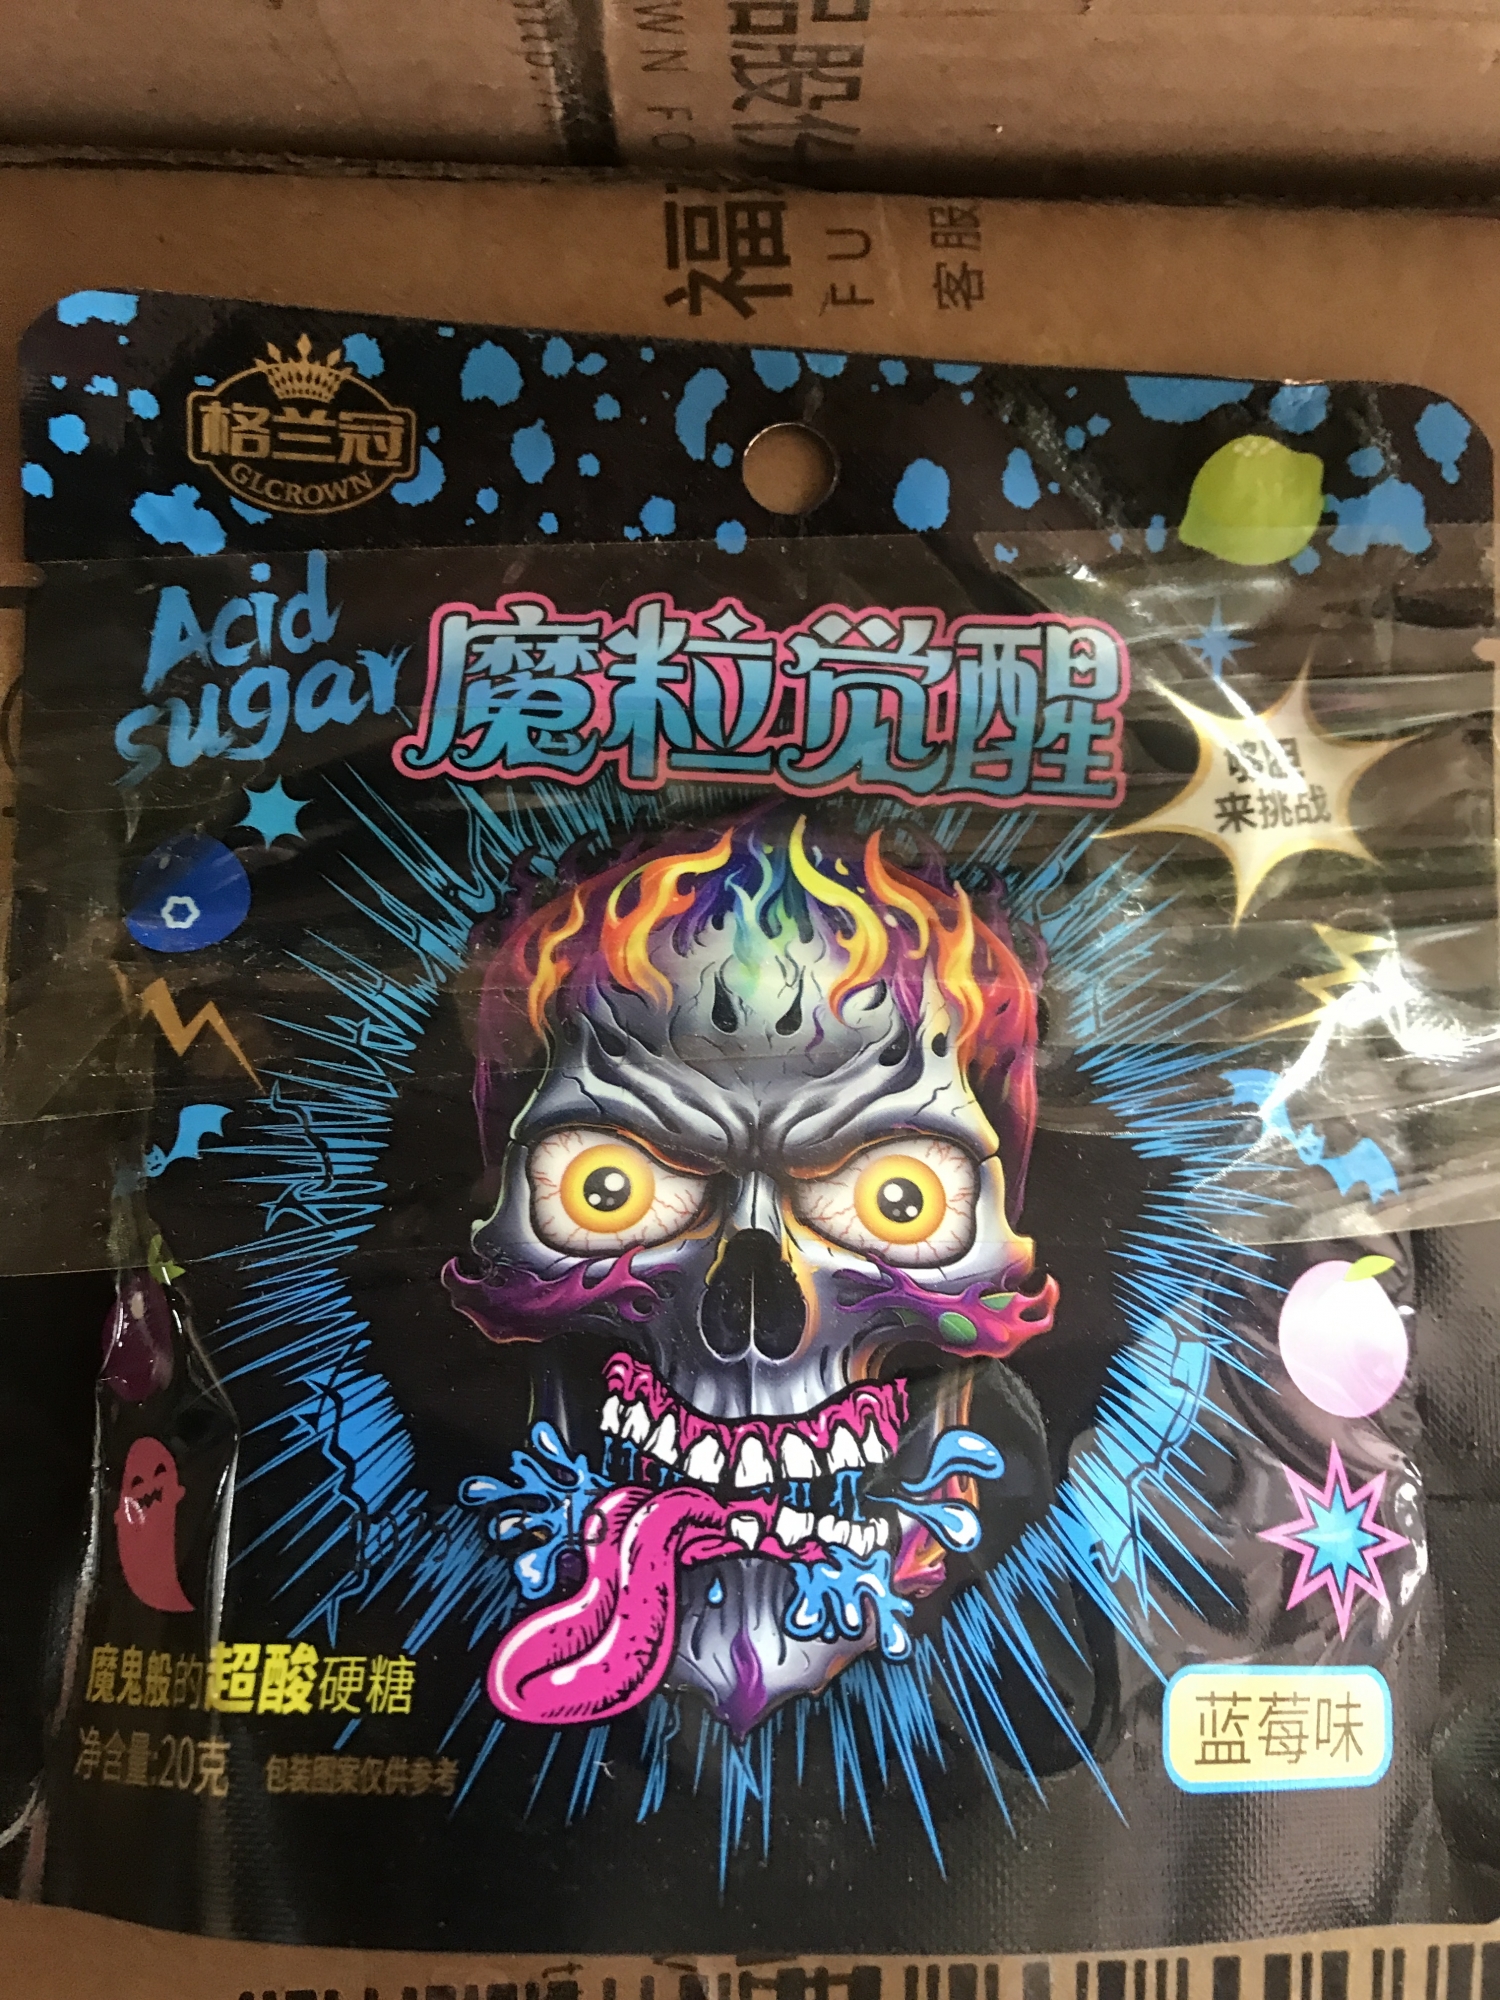 福
FU
客服
格兰冠
GLCROWN
Acid
sugar
魔粒觉醒
够胆
来挑战
魔鬼般的超酸硬糖
净含量:20克
包装图案仅供参考
蓝莓味